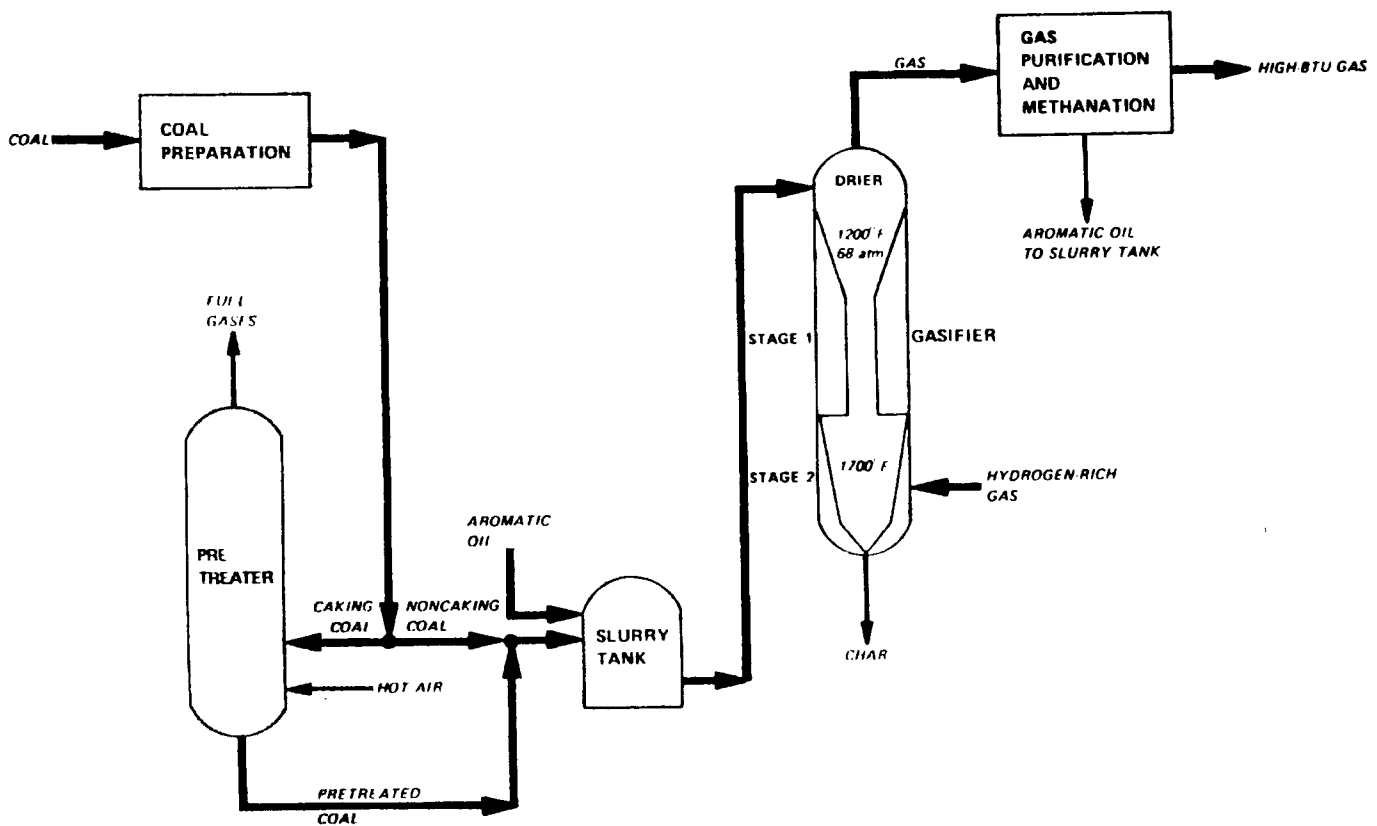 COAL
COAL
PREPARATION
FUEL
GASES
PRE
TREATER
CAKING
COAL
NONCAKING
COAL
HOT AIR
PRETREATED
COAL
AROMATIC
OIL
SLURRY
TANK
DRIER
1200° F
68 atm
STAGE 1
GASIFIER
STAGE 2
1700° F
HYDROGEN-RICH
GAS
CHAR
GAS
GAS
PURIFICATION
AND
METHANATION
HIGH-BTU GAS
AROMATIC OIL
TO SLURRY TANK